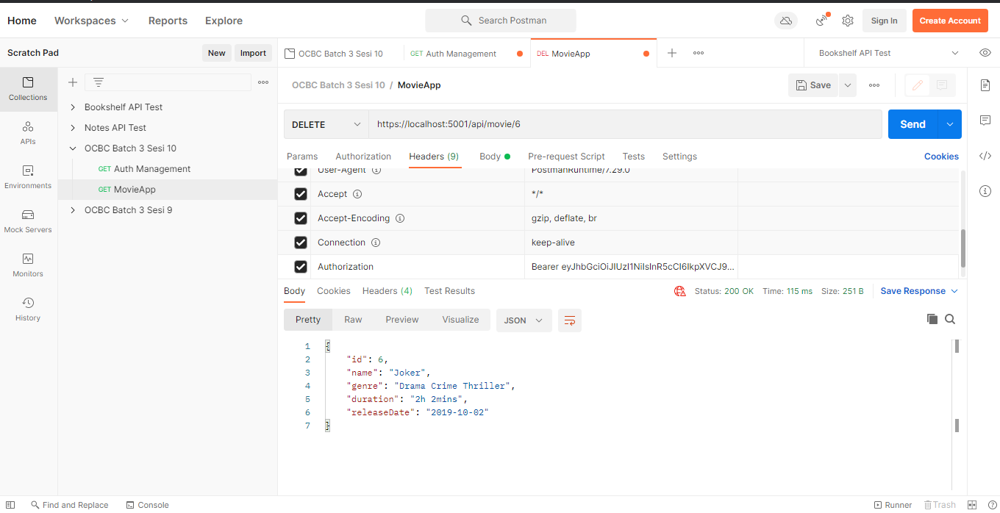 Home Workspaces Reports Explore Search Postman Sign In Create Account
Scratch Pad New Import OCBC Batch 3 Sesi 10 GET Auth Management DEL MovieApp Bookshelf API Test
Collections
APIs
Environments
Mock Servers
Monitors
History
Bookshelf API Test
Notes API Test
OCBC Batch 3 Sesi 10
GET Auth Management
GET MovieApp
OCBC Batch 3 Sesi 9
OCBC Batch 3 Sesi 10 / MovieApp Save
DELETE https://localhost:5001/api/movie/6 Send
Params Authorization Headers (9) Body Pre-request Script Tests Settings Cookies
User-Agent PostmanRuntime/7.29.0
Accept */*
Accept-Encoding gzip, deflate, br
Connection keep-alive
Authorization
Body Cookies Headers (4) Test Results Status: 200 OK Time: 115 ms Size: 251 B Save Response
Pretty Raw Preview Visualize JSON
1 {
2 "id": 6,
3 "name": "Joker",
4 "genre": "Drama Crime Thriller",
5 "duration": "2h 2mins",
6 "releaseDate": "2019-10-02"
7 }
Find and Replace Console Runner Trash